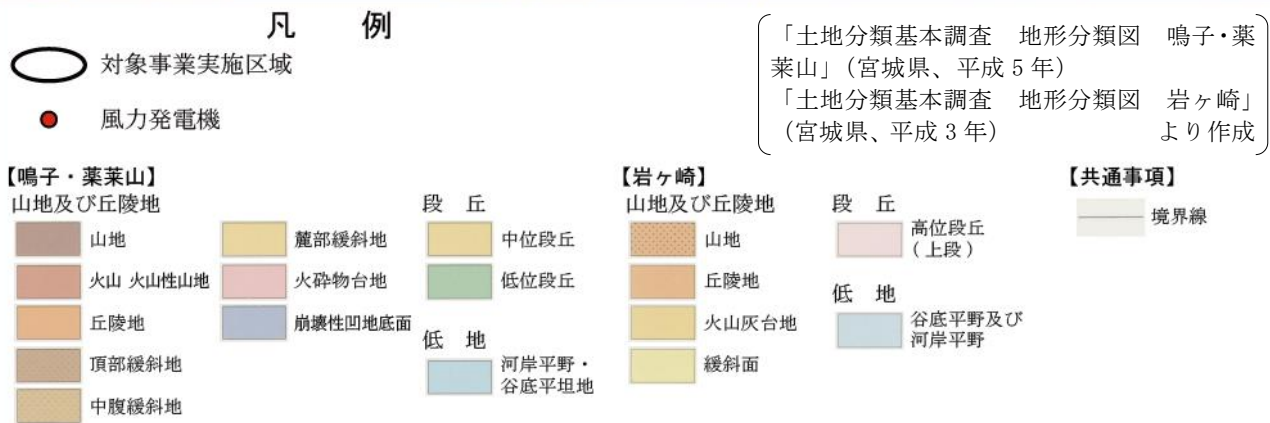 凡　例
対象事業実施区域
風力発電機
「土地分類基本調査　地形分類図　鳴子・薬
莱山」（宮城県、平成5年）
「土地分類基本調査　地形分類図　岩ヶ崎」
（宮城県、平成3年）　より作成
【鳴子・薬莱山】
山地及び丘陵地
山地
火山 火山性山地
丘陵地
頂部緩斜地
中腹緩斜地
麓部緩斜地
火砕物台地
崩壊性凹地底面
段　丘
中位段丘
低位段丘
低　地
河岸平野・
谷底平坦地
【岩ヶ崎】
山地及び丘陵地
山地
丘陵地
火山灰台地
緩斜面
段　丘
高位段丘
（上段）
低　地
谷底平野及び
河岸平野
【共通事項】
境界線